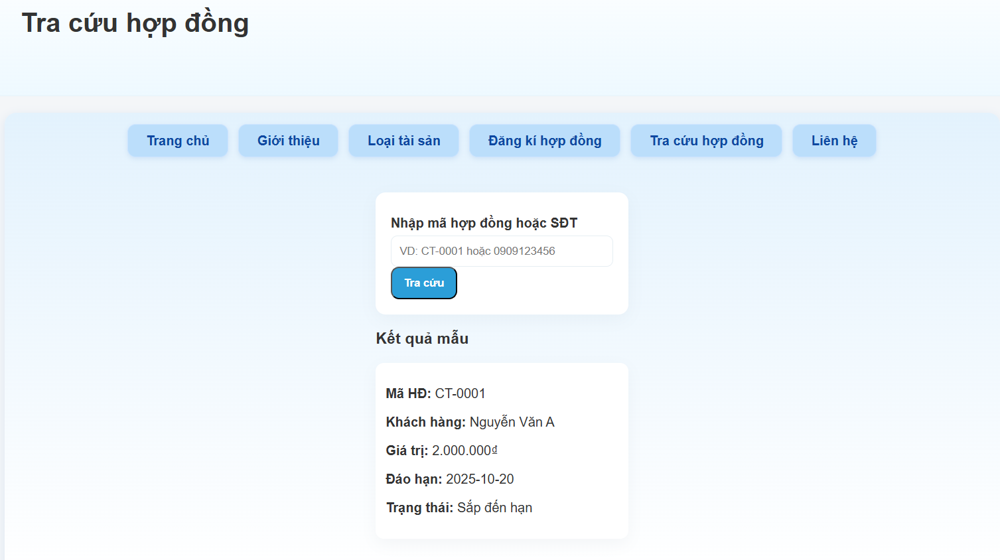 Tra cứu hợp đồng
Trang chủ Giới thiệu Loại tài sản Đăng kí hợp đồng Tra cứu hợp đồng Liên hệ
Nhập mã hợp đồng hoặc SĐT
VD: CT-0001 hoặc 0909123456
Tra cứu
Kết quả mẫu
Mã HĐ: CT-0001
Khách hàng: Nguyễn Văn A
Giá trị: 2.000.000₫
Đáo hạn: 2025-10-20
Trạng thái: Sắp đến hạn